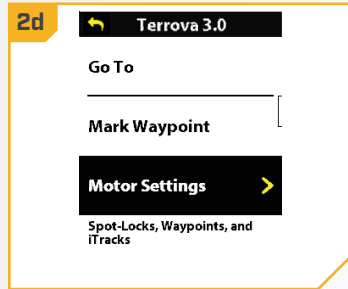 2d
Terrova 3.0
Go To
Mark Waypoint
Motor Settings
Spot-Locks, Waypoints, and
iTracks